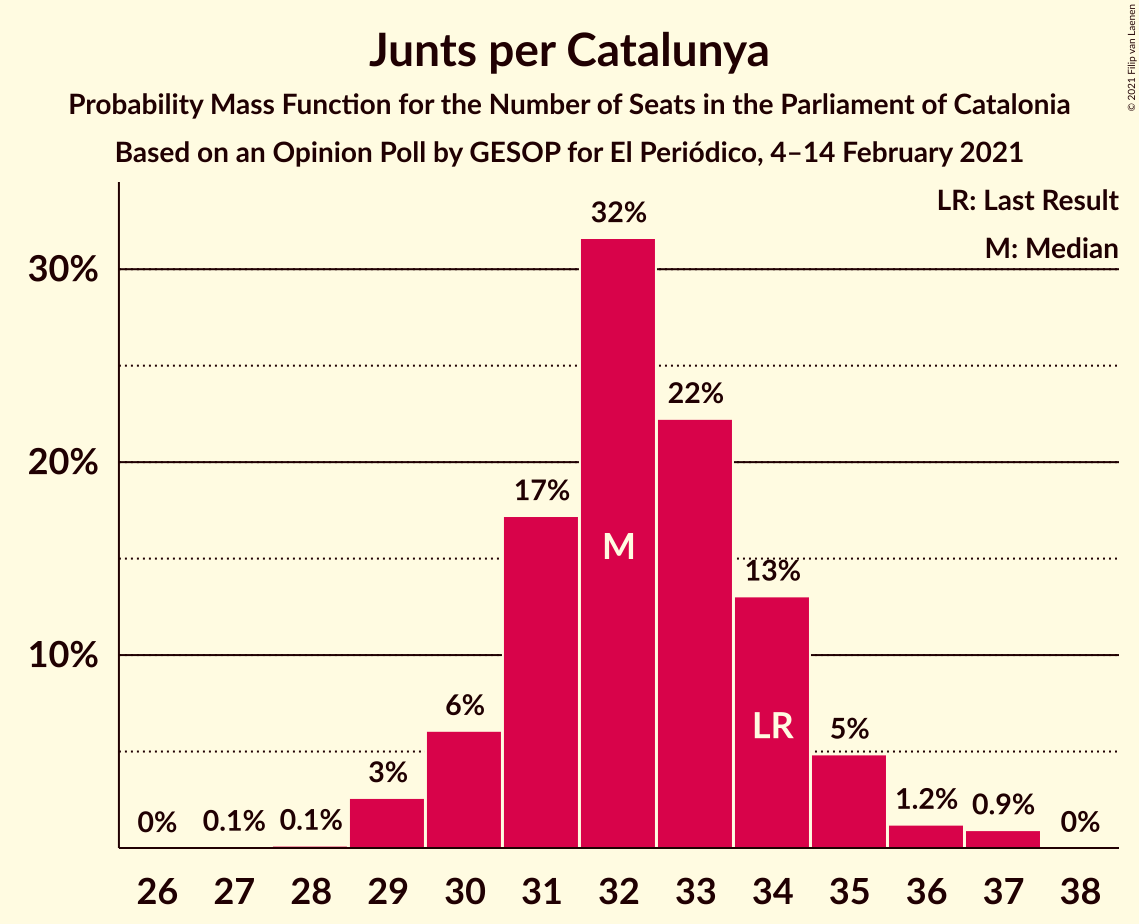 Junts per Catalunya
Probability Mass Function for the Number of Seats in the Parliament of Catalonia
Based on an Opinion Poll by GESOP for El Periódico, 4–14 February 2021
© 2021 Filip van Laenen
LR: Last Result
M: Median
30%
20%
10%
0%
0.1%
0.1%
3%
6%
17%
32%
22%
13%
5%
1.2%
0.9%
0%
M
LR
26 27 28 29 30 31 32 33 34 35 36 37 38